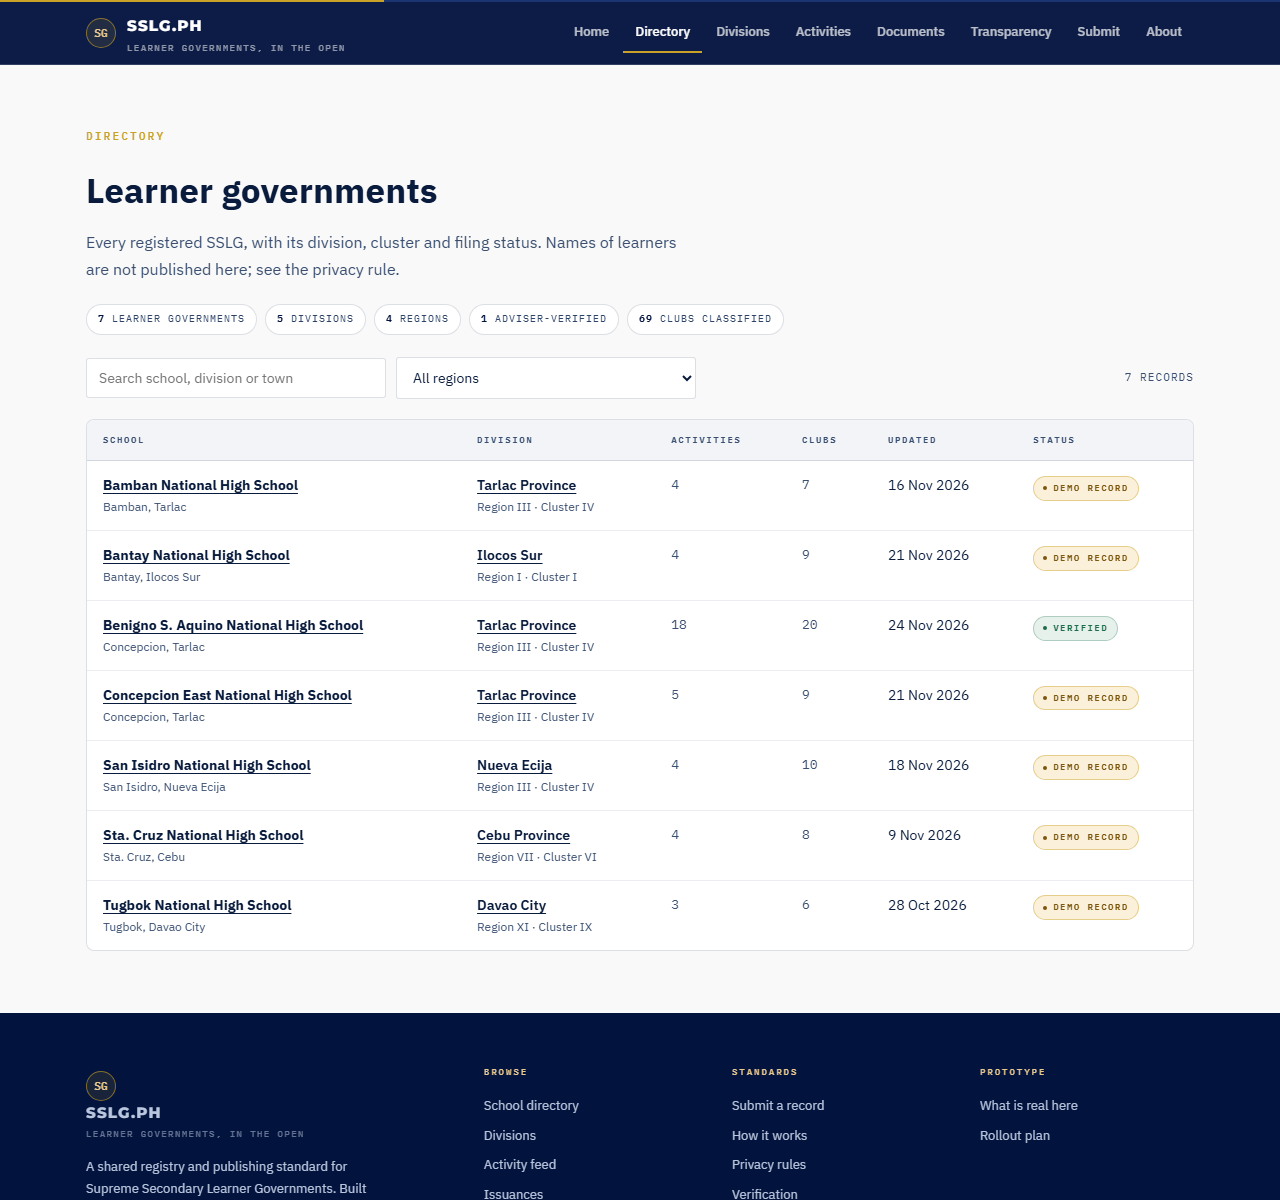 SG
SSLG.PH
LEARNER GOVERNMENTS, IN THE OPEN
Home Directory Divisions Activities Documents Transparency Submit About
DIRECTORY
Learner governments
Every registered SSLG, with its division, cluster and filing status. Names of learners
are not published here; see the privacy rule.
7 LEARNER GOVERNMENTS 5 DIVISIONS 4 REGIONS 1 ADVISER-VERIFIED 69 CLUBS CLASSIFIED
Search school, division or town All regions 7 RECORDS
SCHOOL DIVISION ACTIVITIES CLUBS UPDATED STATUS
Bamban National High School Tarlac Province 4 7 16 Nov 2026 DEMO RECORD
Bamban, Tarlac Region III · Cluster IV
Bantay National High School Ilocos Sur 4 9 21 Nov 2026 DEMO RECORD
Bantay, Ilocos Sur Region I · Cluster I
Benigno S. Aquino National High School Tarlac Province 18 20 24 Nov 2026 VERIFIED
Concepcion, Tarlac Region III · Cluster IV
Concepcion East National High School Tarlac Province 5 9 21 Nov 2026 DEMO RECORD
Concepcion, Tarlac Region III · Cluster IV
San Isidro National High School Nueva Ecija 4 10 18 Nov 2026 DEMO RECORD
San Isidro, Nueva Ecija Region III · Cluster IV
Sta. Cruz National High School Cebu Province 4 8 9 Nov 2026 DEMO RECORD
Sta. Cruz, Cebu Region VII · Cluster VI
Tugbok National High School Davao City 3 6 28 Oct 2026 DEMO RECORD
Tugbok, Davao City Region XI · Cluster IX
SG
SSLG.PH
LEARNER GOVERNMENTS, IN THE OPEN
A shared registry and publishing standard for
Supreme Secondary Learner Governments. Built
BROWSE
School directory
Divisions
Activity feed
Issuances
STANDARDS
Submit a record
How it works
Privacy rules
Verification
PROTOTYPE
What is real here
Rollout plan